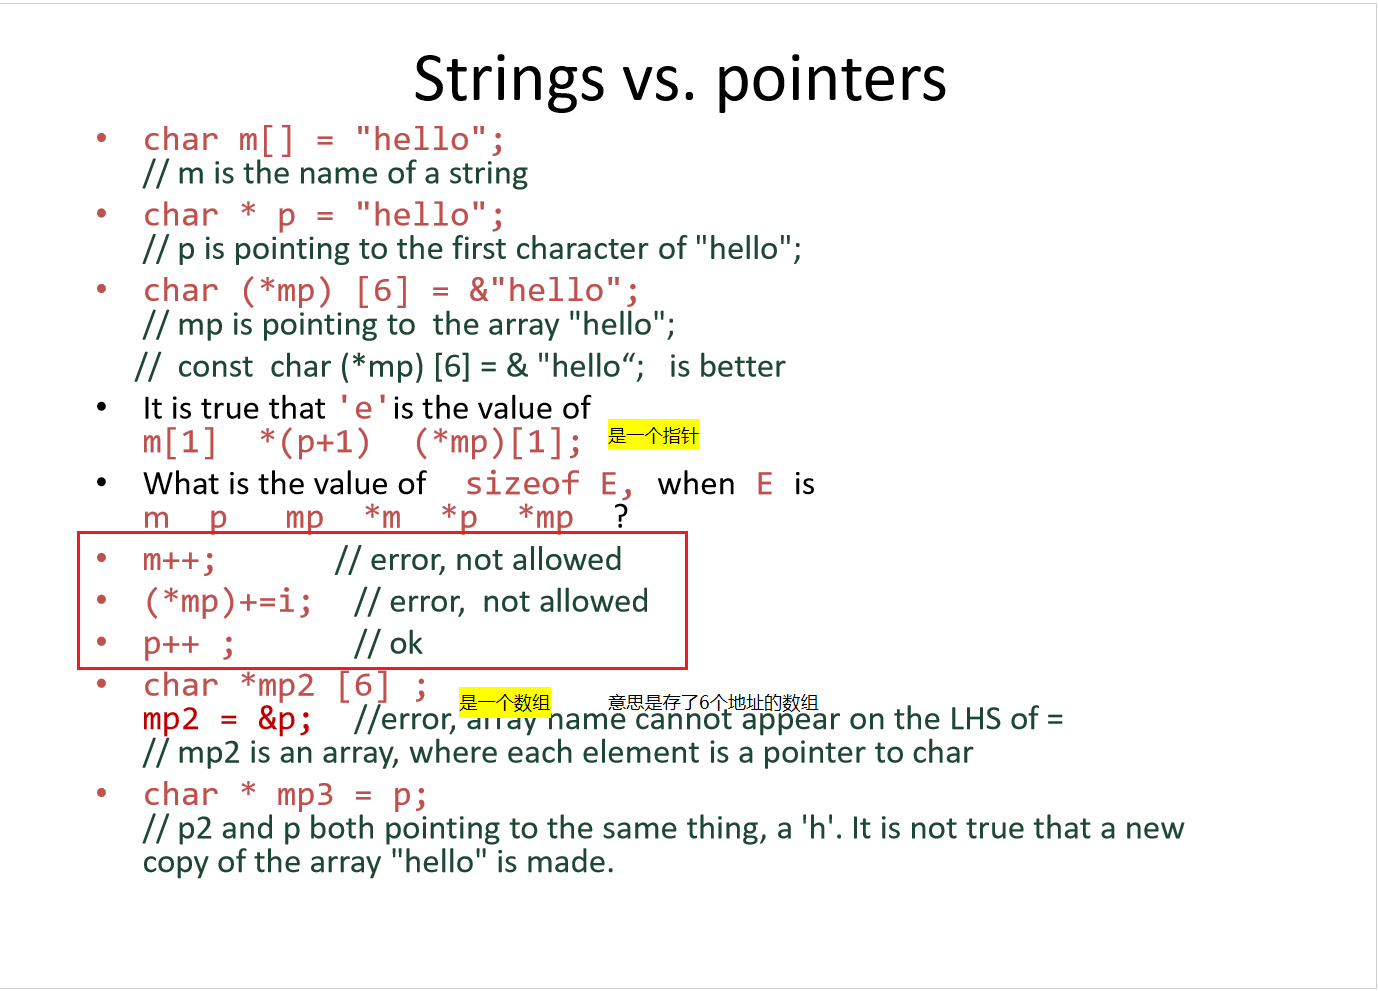 Strings vs. pointers
• char m[] = "hello";
// m is the name of a string
• char * p = "hello";
// p is pointing to the first character of "hello";
• char (*mp) [6] = &"hello";
// mp is pointing to  the array "hello";
//  const  char (*mp) [6] = & "hello“;   is better
• It is true that 'e'is the value of
m[1]  *(p+1)  (*mp)[1];  是一个指针
• What is the value of  sizeof E,  when E is
m  p   mp  *m  *p  *mp  ?
• m++;  // error, not allowed
• (*mp)+=i;  // error,  not allowed
• p++ ;  // ok
• char *mp2 [6] ;  是一个数组  意思是存了6个地址的数组
mp2 = &p;  //error, array name cannot appear on the LHS of =
// mp2 is an array, where each element is a pointer to char
• char * mp3 = p;
// p2 and p both pointing to the same thing, a 'h'. It is not true that a new
copy of the array "hello" is made.